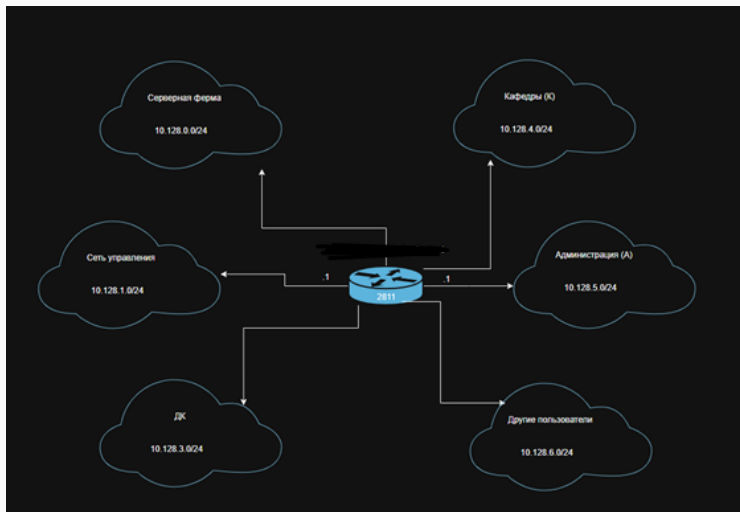 Серверная ферма
10.128.0.0/24
Кафедры (К)
10.128.4.0/24
Сеть управления
10.128.1.0/24
.1
2811
.1
Администрация (А)
10.128.5.0/24
ДК
10.128.3.0/24
Другие пользователи
10.128.6.0/24